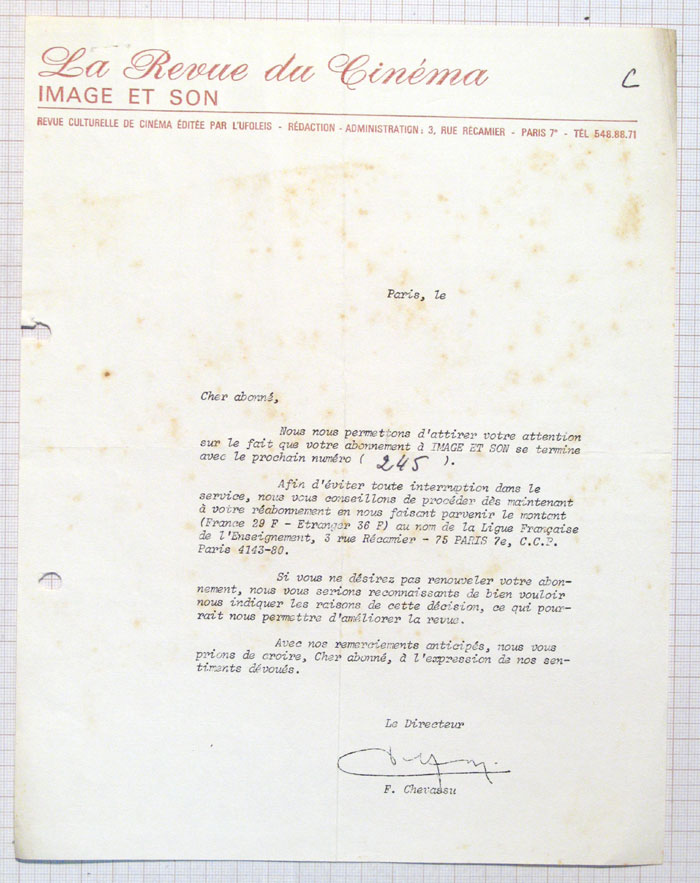 La Revue du Cinéma
C
IMAGE ET SON
REVUE CULTURELLE DE CINÉMA ÉDITÉE PAR L'UFOLEIS - RÉDACTION - ADMINISTRATION : 3, RUE RÉCAMIER - PARIS 7e - TÉL 548.88.71
Paris, le
Cher abonné,
Nous nous permettons d'attirer votre attention
sur le fait que votre abonnement à IMAGE ET SON se termine
avec le prochain numéro ( 245 ).
Afin d'éviter toute interruption dans le
service, nous vous conseillons de procéder dès maintenant
à votre réabonnement en nous faisant parvenir le montant
(France 29 F - Etranger 36 F) au nom de la Ligue Française
de l'Enseignement, 3 rue Récamier - 75 PARIS 7e, C.C.P.
Paris 4143-80.
Si vous ne désirez pas renouveler votre abon-
nement, nous vous serions reconnaissants de bien vouloir
nous indiquer les raisons de cette décision, ce qui pour-
rait nous permettre d'améliorer la revue.
Avec nos remerciements anticipés, nous vous
prions de croire, Cher abonné, à l'expression de nos sen-
timents dévoués.
Le Directeur
F. Chevassu